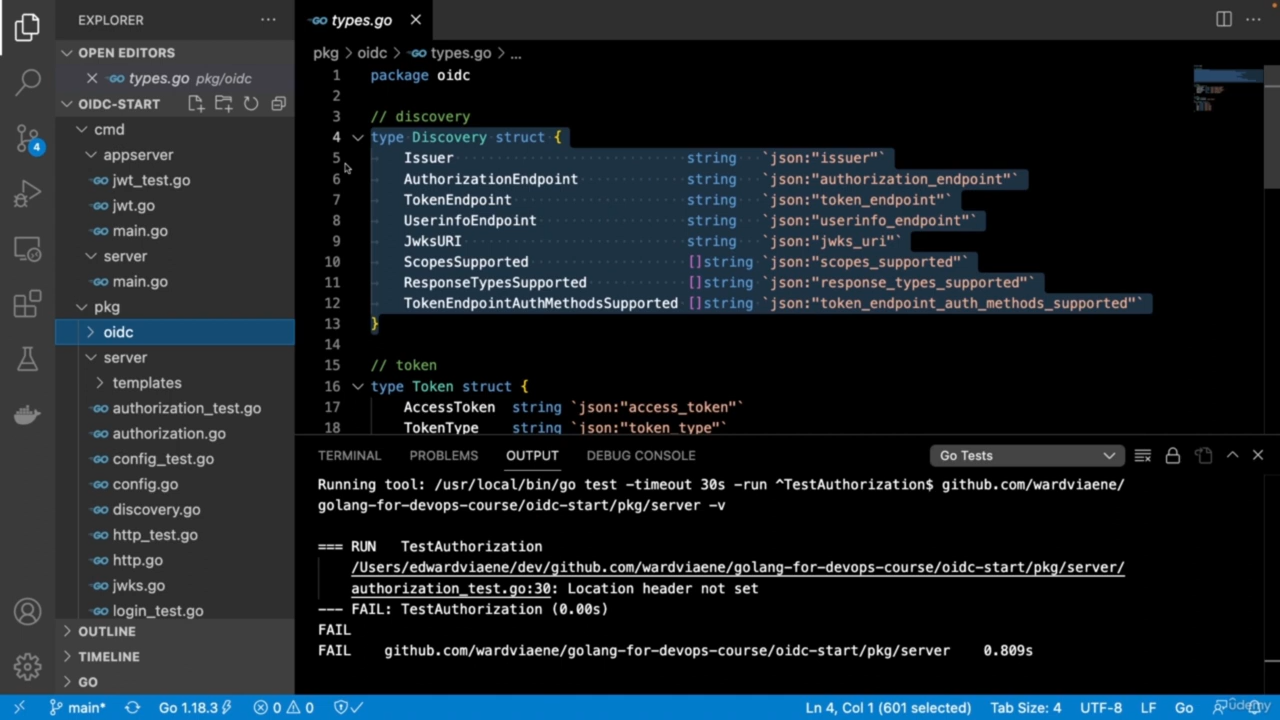 EXPLORER
types.go
OPEN EDITORS
types.go pkg/oidc
OIDC-START
cmd
appserver
jwt_test.go
jwt.go
main.go
server
main.go
pkg
oidc
server
templates
authorization_test.go
authorization.go
config_test.go
config.go
discovery.go
http_test.go
http.go
jwks.go
login_test.go
OUTLINE
TIMELINE
GO
4
pkg > oidc > types.go > ...
1 package oidc
2
3 // discovery
4 type Discovery struct {
5 Issuer string `json:"issuer"`
6 AuthorizationEndpoint string `json:"authorization_endpoint"`
7 TokenEndpoint string `json:"token_endpoint"`
8 UserinfoEndpoint string `json:"userinfo_endpoint"`
9 JwksURI string `json:"jwks_uri"`
10 ScopesSupported []string `json:"scopes_supported"`
11 ResponseTypesSupported []string `json:"response_types_supported"`
12 TokenEndpointAuthMethodsSupported []string `json:"token_endpoint_auth_methods_supported"`
13 }
14
15 // token
16 type Token struct {
17 AccessToken string `json:"access_token"`
18 TokenType string `json:"token_type"`
TERMINAL PROBLEMS OUTPUT DEBUG CONSOLE Go Tests
Running tool: /usr/local/bin/go test -timeout 30s -run ^TestAuthorization$ github.com/wardviaene/
golang-for-devops-course/oidc-start/pkg/server -v
=== RUN TestAuthorization
/Users/edwardviaene/dev/github.com/wardviaene/golang-for-devops-course/oidc-start/pkg/server/
authorization_test.go:30: Location header not set
--- FAIL: TestAuthorization (0.00s)
FAIL
FAIL github.com/wardviaene/golang-for-devops-course/oidc-start/pkg/server 0.809s
main* Go 1.18.3 0 0 Ln 4, Col 1 (601 selected) Tab Size: 4 UTF-8 LF Go
Udemy